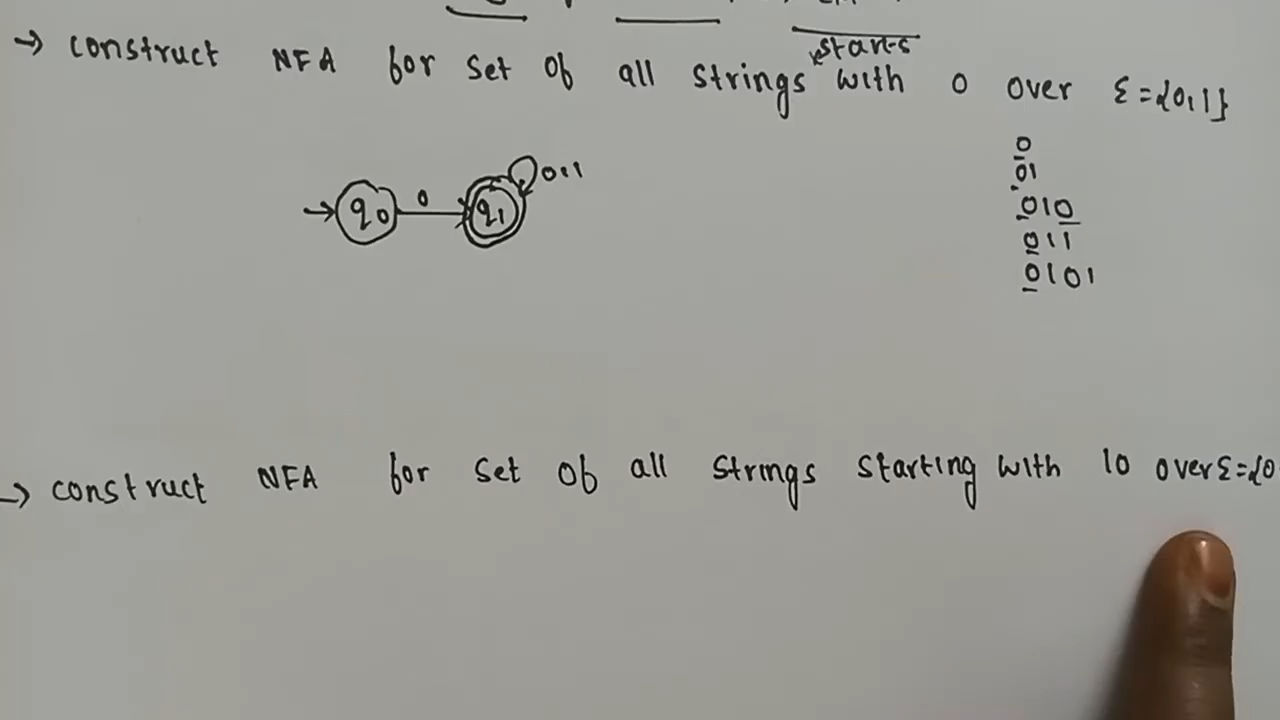 starts
→ construct NFA for set of all strings with 0 over Ɛ={0,1}
0
01
010
011
0101
→ q0 0 q1 0,1
→ construct NFA for set of all strings starting with 10 over Ɛ={0